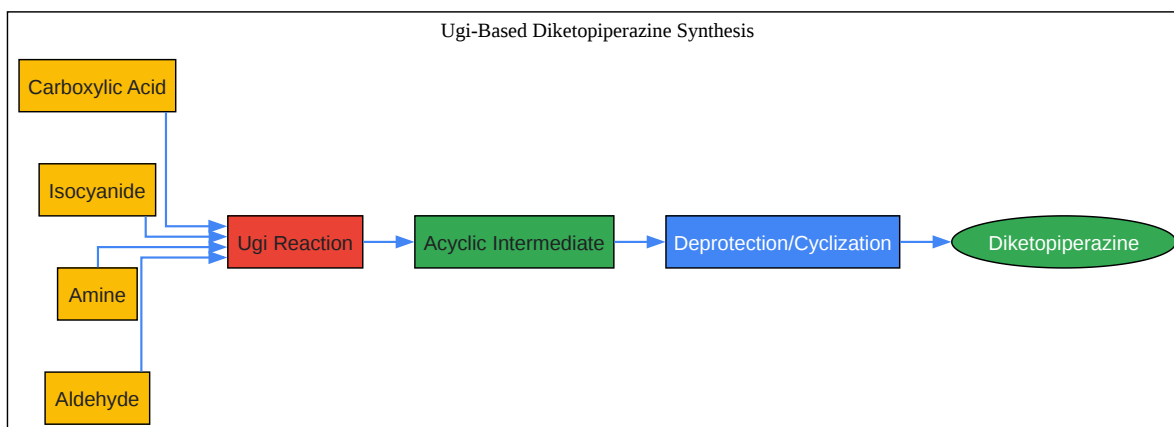 Ugi-Based Diketopiperazine Synthesis
Carboxylic Acid
Isocyanide
Amine
Aldehyde
Ugi Reaction
Acyclic Intermediate
Deprotection/Cyclization
Diketopiperazine